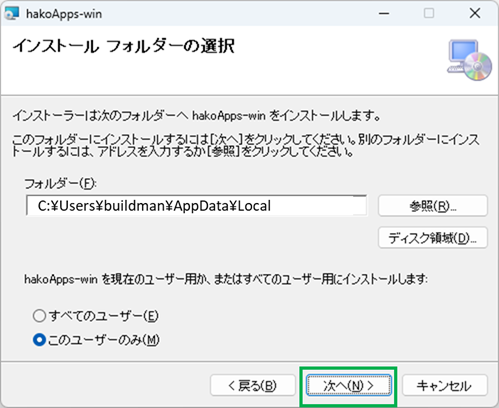 hakoApps-win
インストール フォルダーの選択
インストーラーは次のフォルダーへ hakoApps-win をインストールします。
このフォルダーにインストールするには[次へ]をクリックしてください。別のフォルダーにインス
トールするには、アドレスを入力するか[参照]をクリックしてください。
フォルダー(F):
C:¥Users¥buildman¥AppData¥Local
参照(R)...
ディスク領域(D)...
hakoApps-win を現在のユーザー用か、またはすべてのユーザー用にインストールします:
すべてのユーザー(E)
このユーザーのみ(M)
< 戻る(B)
次へ(N) >
キャンセル